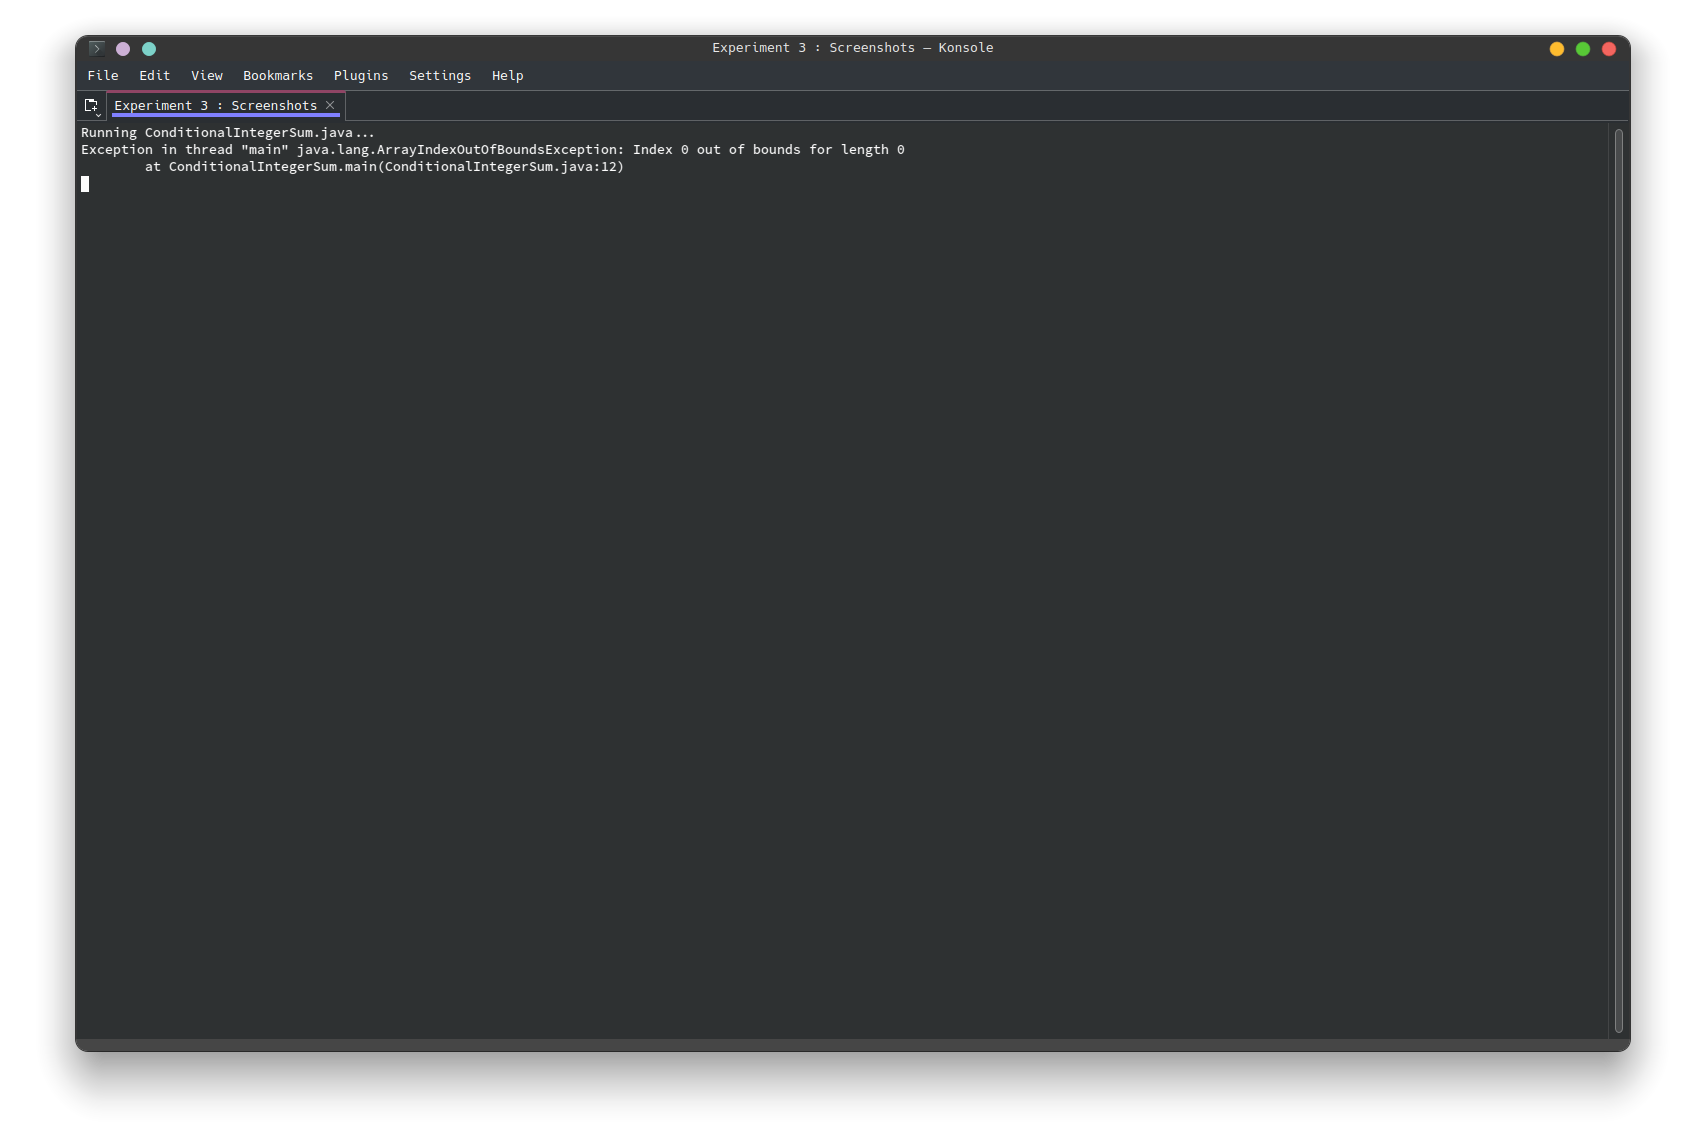 Experiment 3 : Screenshots — Konsole
File Edit View Bookmarks Plugins Settings Help
Experiment 3 : Screenshots
Running ConditionalIntegerSum.java...
Exception in thread "main" java.lang.ArrayIndexOutOfBoundsException: Index 0 out of bounds for length 0
        at ConditionalIntegerSum.main(ConditionalIntegerSum.java:12)